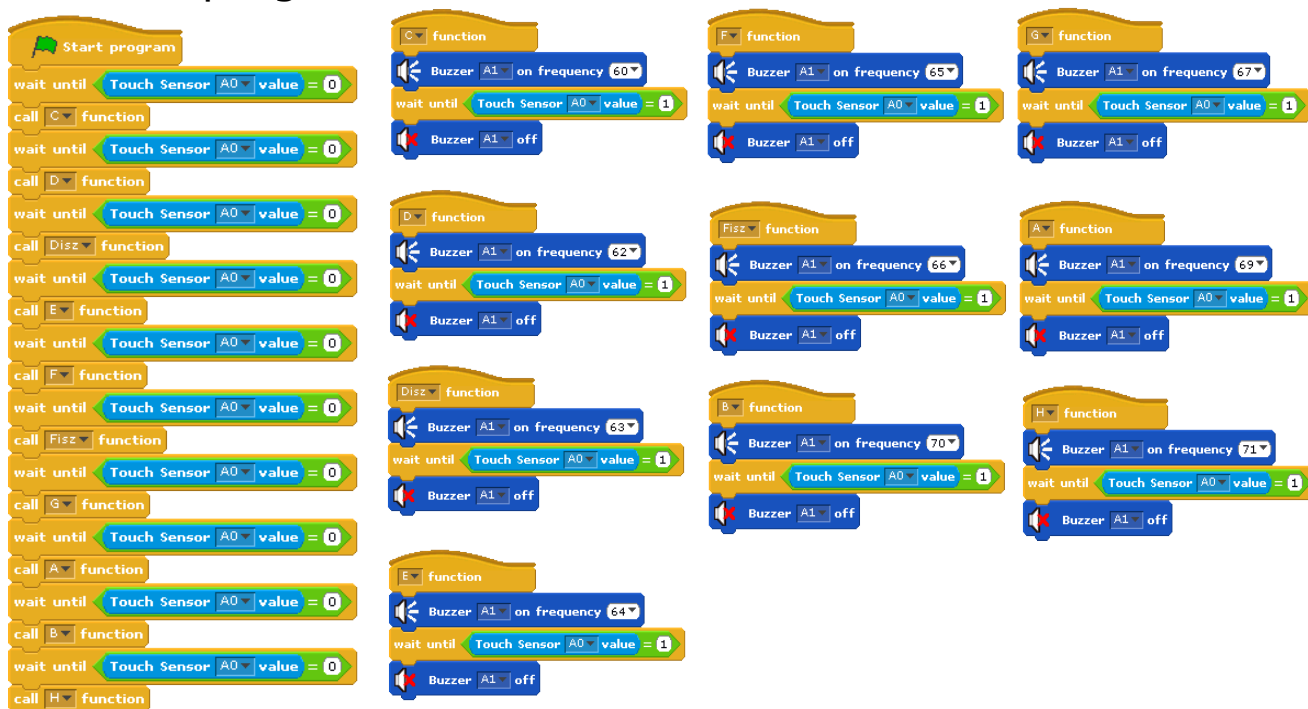 Start program
wait until Touch Sensor A0 value = 0
call C function
wait until Touch Sensor A0 value = 0
call D function
wait until Touch Sensor A0 value = 0
call Disz function
wait until Touch Sensor A0 value = 0
call E function
wait until Touch Sensor A0 value = 0
call F function
wait until Touch Sensor A0 value = 0
call Fisz function
wait until Touch Sensor A0 value = 0
call G function
wait until Touch Sensor A0 value = 0
call A function
wait until Touch Sensor A0 value = 0
call B function
wait until Touch Sensor A0 value = 0
call H function
C function
Buzzer A1 on frequency 60
wait until Touch Sensor A0 value = 1
Buzzer A1 off
D function
Buzzer A1 on frequency 62
wait until Touch Sensor A0 value = 1
Buzzer A1 off
Disz function
Buzzer A1 on frequency 63
wait until Touch Sensor A0 value = 1
Buzzer A1 off
E function
Buzzer A1 on frequency 64
wait until Touch Sensor A0 value = 1
Buzzer A1 off
F function
Buzzer A1 on frequency 65
wait until Touch Sensor A0 value = 1
Buzzer A1 off
Fisz function
Buzzer A1 on frequency 66
wait until Touch Sensor A0 value = 1
Buzzer A1 off
B function
Buzzer A1 on frequency 70
wait until Touch Sensor A0 value = 1
Buzzer A1 off
G function
Buzzer A1 on frequency 67
wait until Touch Sensor A0 value = 1
Buzzer A1 off
A function
Buzzer A1 on frequency 69
wait until Touch Sensor A0 value = 1
Buzzer A1 off
H function
Buzzer A1 on frequency 71
wait until Touch Sensor A0 value = 1
Buzzer A1 off